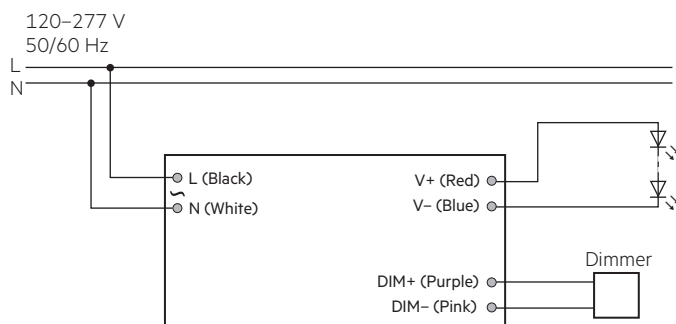 120–277 V
50/60 Hz
L
N
L (Black)
~
N (White)
V+ (Red)
V– (Blue)
Dimmer
DIM+ (Purple)
DIM– (Pink)